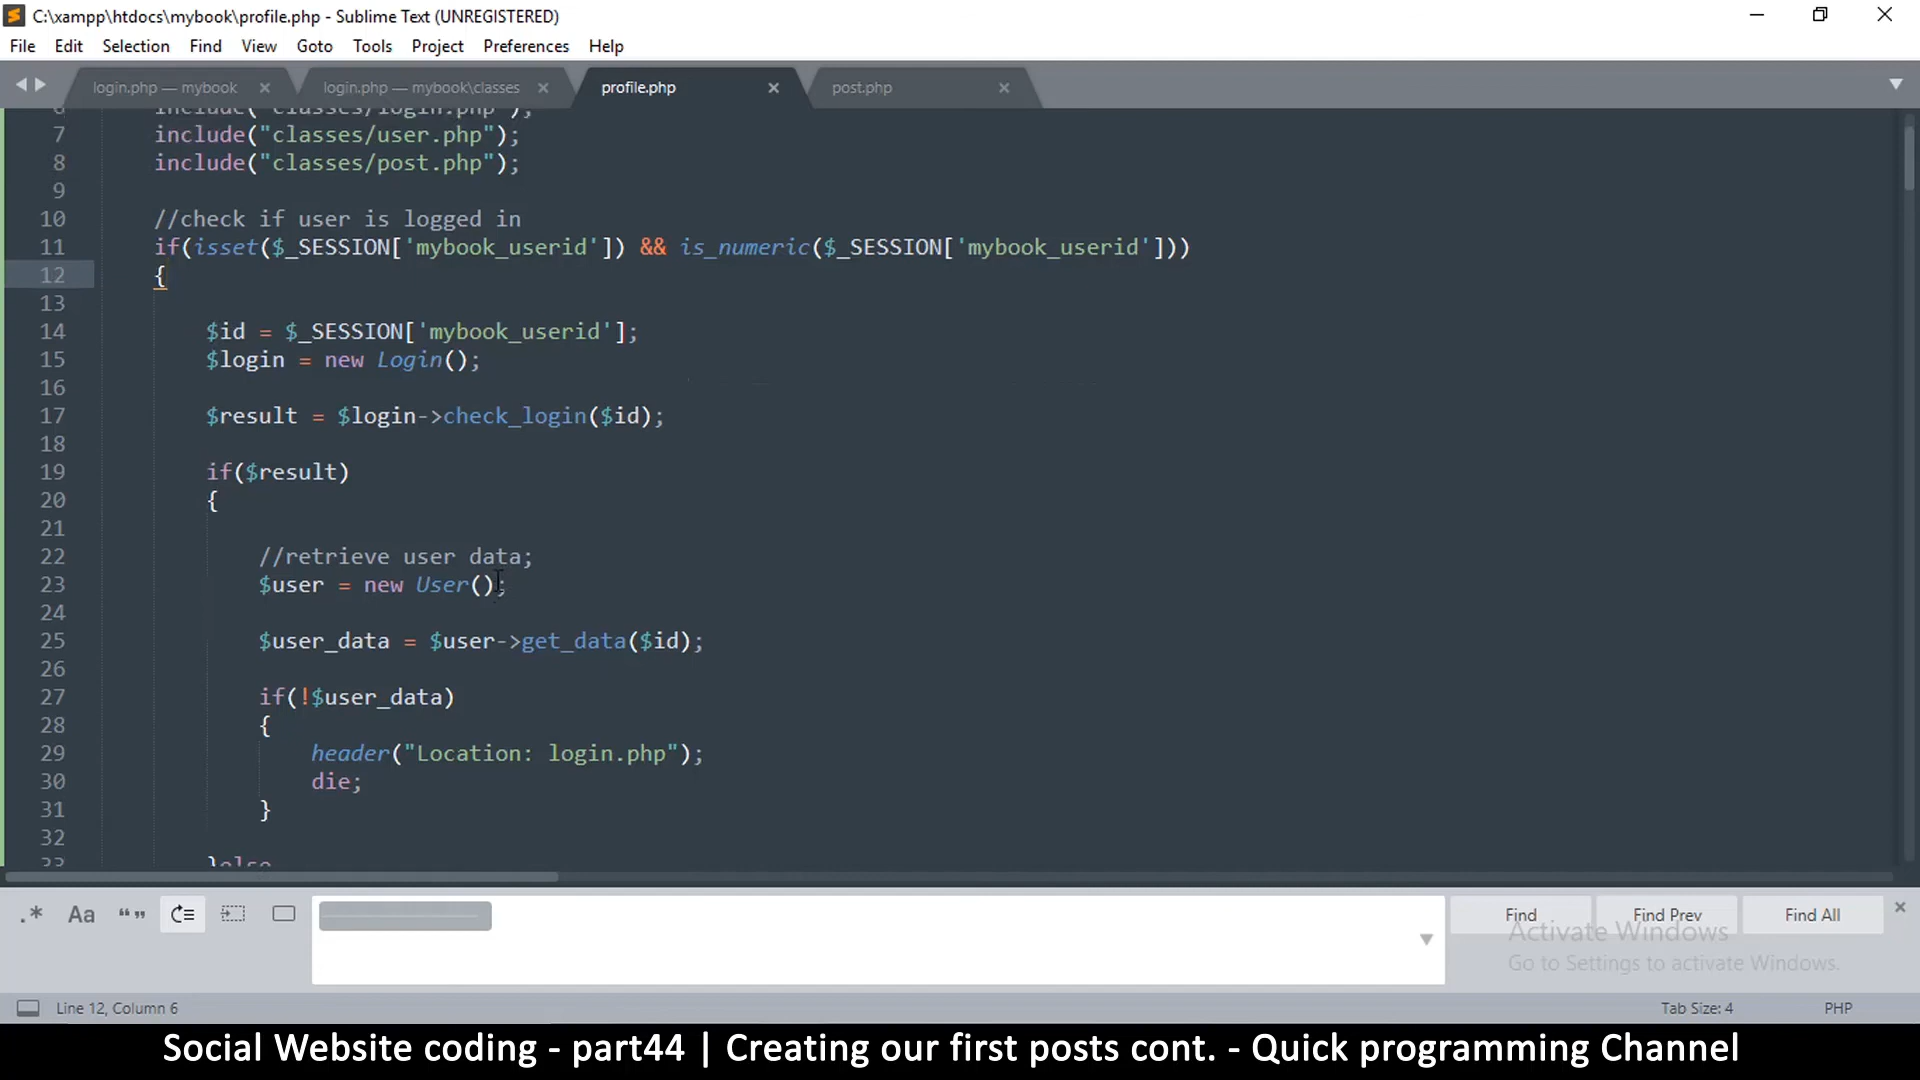 C:\xampp\htdocs\mybook\profile.php - Sublime Text (UNREGISTERED)
File Edit Selection Find View Goto Tools Project Preferences Help
login.php — mybook × login.php — mybook\classes × profile.php × post.php ×
6 include("classes/login.php");
7 include("classes/user.php");
8 include("classes/post.php");
9
10 //check if user is logged in
11 if(isset($_SESSION['mybook_userid']) && is_numeric($_SESSION['mybook_userid']))
12 {
13
14 $id = $_SESSION['mybook_userid'];
15 $login = new Login();
16
17 $result = $login->check_login($id);
18
19 if($result)
20 {
21
22 //retrieve user data;
23 $user = new User();
24
25 $user_data = $user->get_data($id);
26
27 if(!$user_data)
28 {
29 header("Location: login.php");
30 die;
31 }
32
33 }else
.* Aa “” Find Find Prev Find All ×
Activate Windows
Go to Settings to activate Windows.
Line 12, Column 6 Tab Size: 4 PHP
Social Website coding - part44 | Creating our first posts cont. - Quick programming Channel